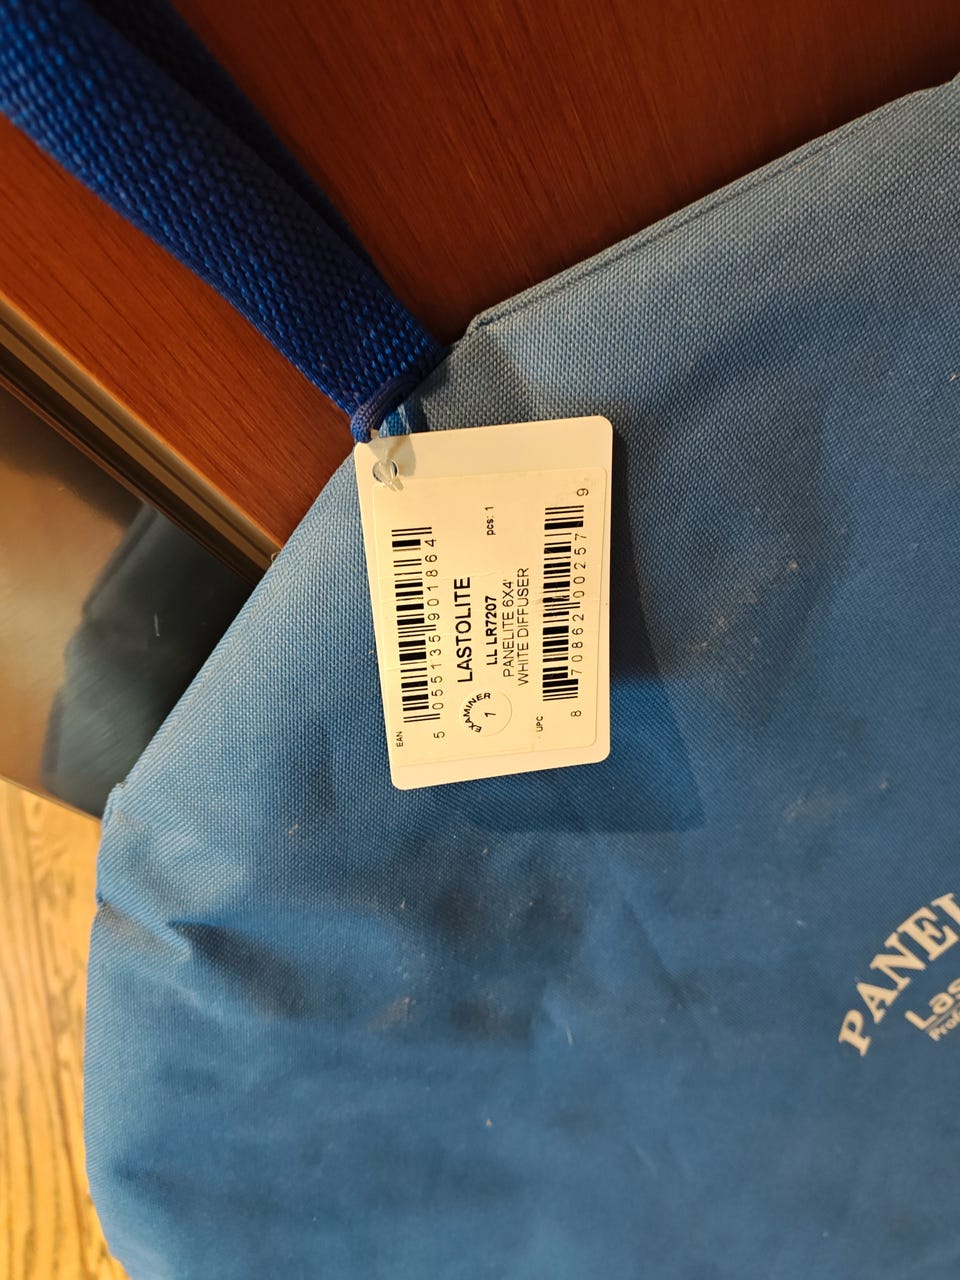 EAN
5 055135 901864
LASTOLITE
EXAMINER
1
LL LR7207
pcs: 1
PANELITE 6X4'
WHITE DIFFUSER
UPC
8 70862 00257 9
PANEL
Las